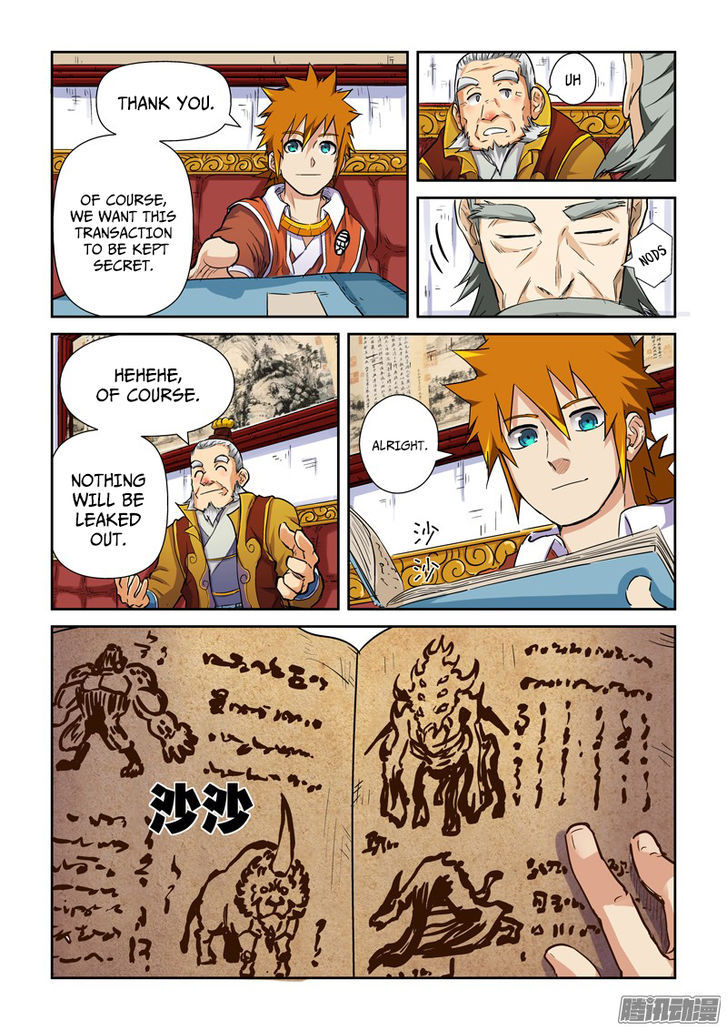 THANK YOU.
OF COURSE,
WE WANT THIS
TRANSACTION
TO BE KEPT
SECRET.
UH
NODS
HEHEHE,
OF COURSE.
NOTHING
WILL BE
LEAKED
OUT.
ALRIGHT.
沙
沙
沙沙
腾讯动漫